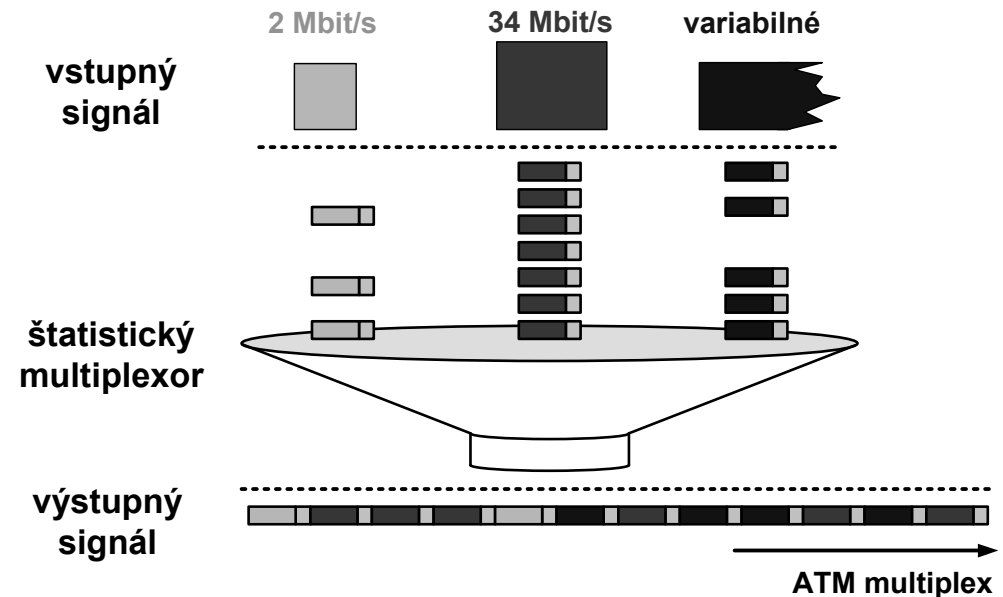 2 Mbit/s
34 Mbit/s
variabilné
vstupný
signál
štatistický
multiplexor
výstupný
signál
ATM multiplex